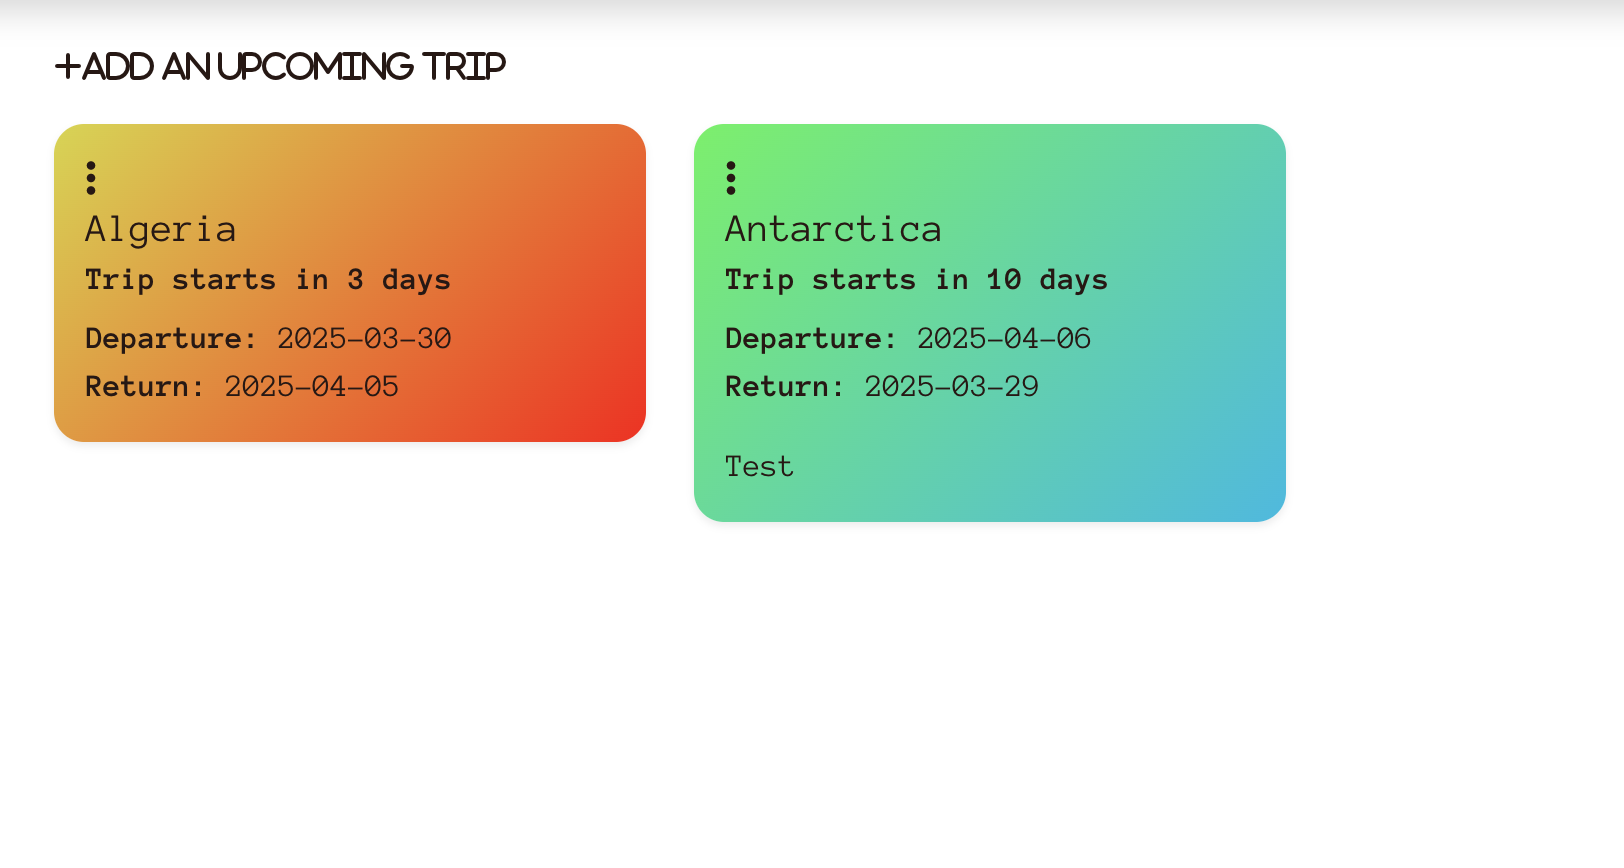 +ADD AN UPCOMING TRIP
Algeria
Trip starts in 3 days
Departure: 2025-03-30
Return: 2025-04-05
Antarctica
Trip starts in 10 days
Departure: 2025-04-06
Return: 2025-03-29
Test